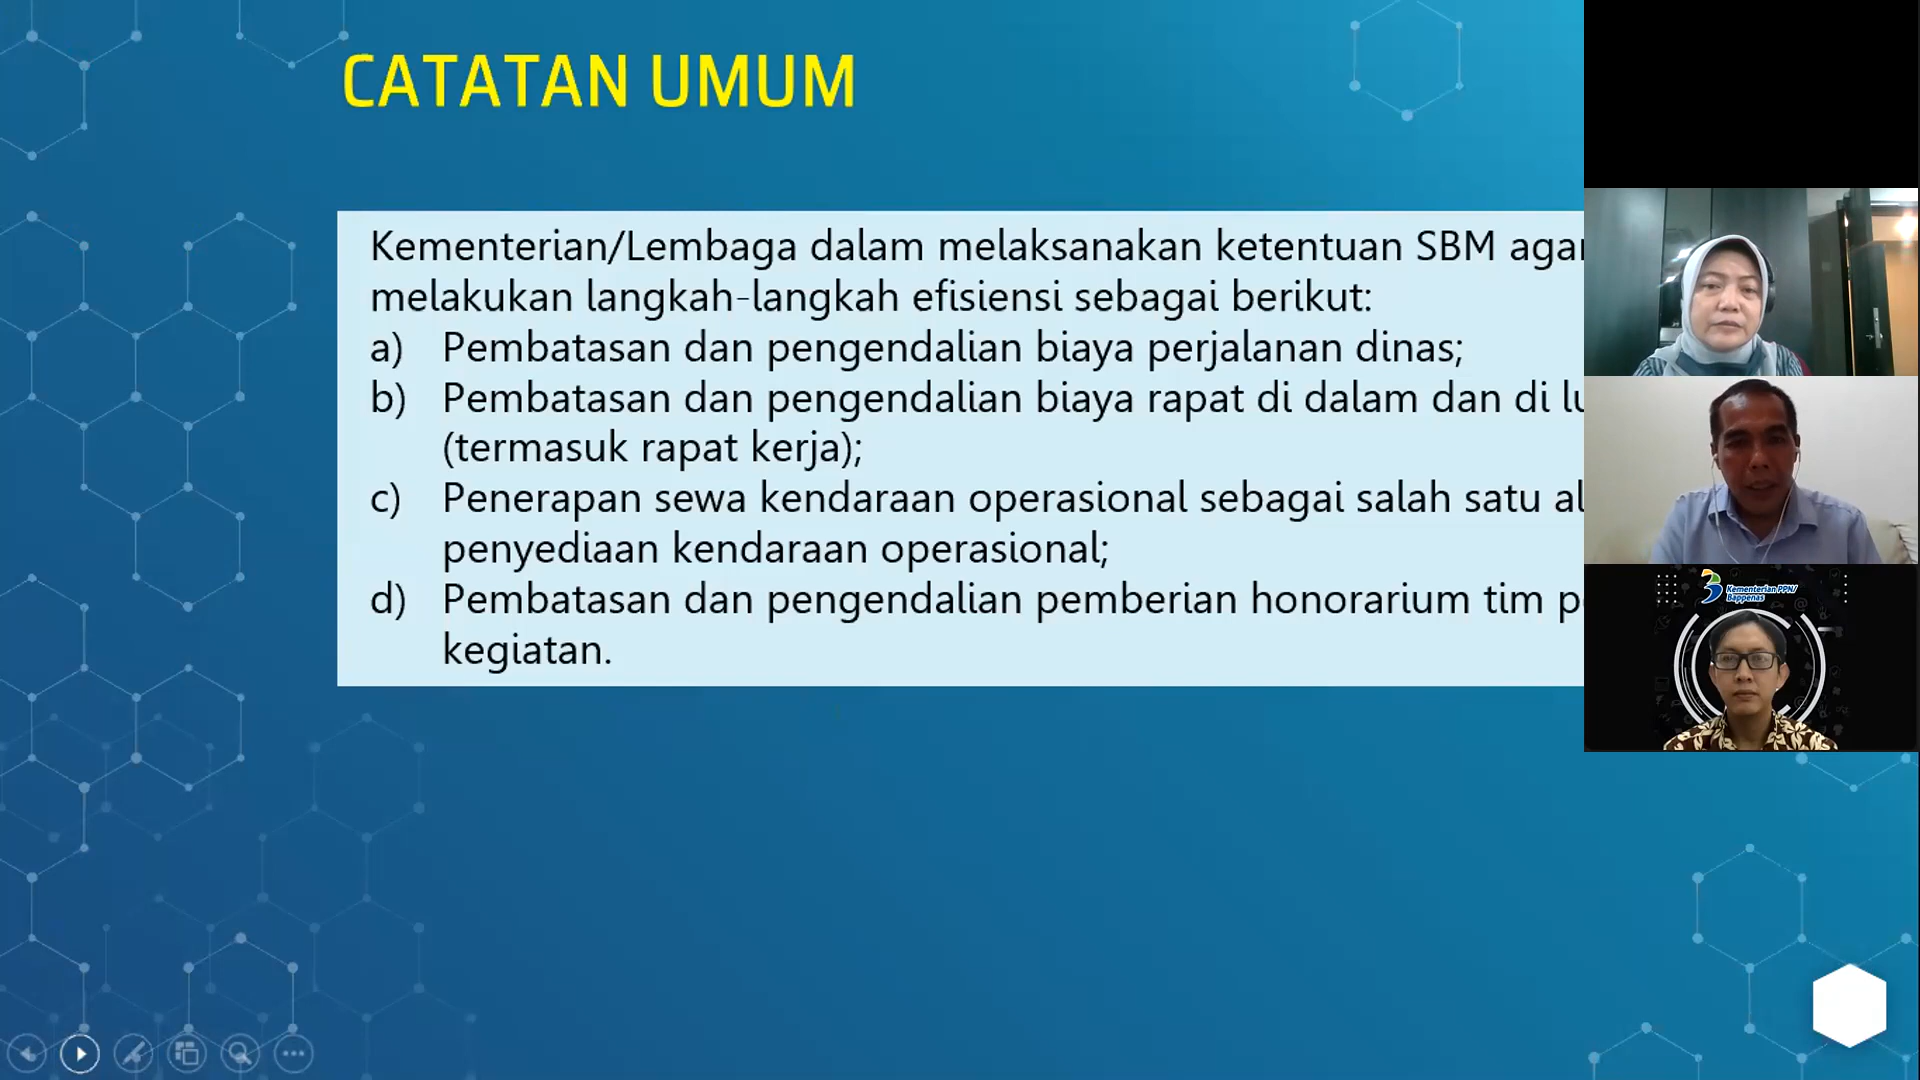 CATATAN UMUM
Kementerian/Lembaga dalam melaksanakan ketentuan SBM agar
melakukan langkah-langkah efisiensi sebagai berikut:
a) Pembatasan dan pengendalian biaya perjalanan dinas;
b) Pembatasan dan pengendalian biaya rapat di dalam dan di
(termasuk rapat kerja);
c) Penerapan sewa kendaraan operasional sebagai salah satu
penyediaan kendaraan operasional;
d) Pembatasan dan pengendalian pemberian honorarium tim
kegiatan.
Kementerian PPN/
Bappenas